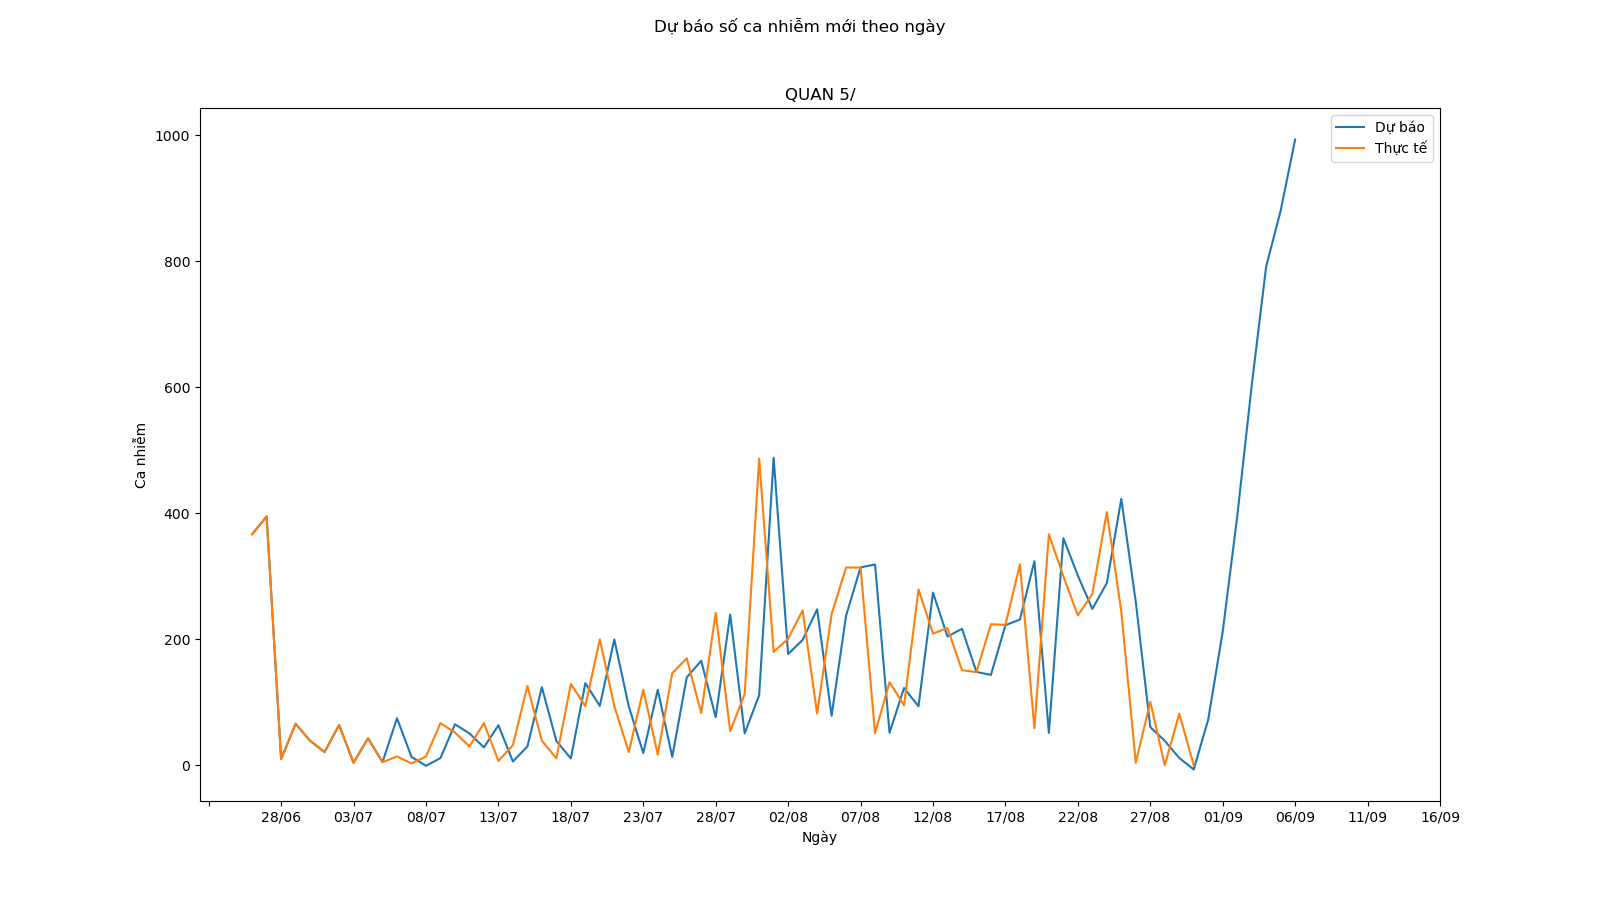 Dự báo số ca nhiễm mới theo ngày
QUAN 5/
Dự báo
Thực tế
1000
800
600
400
200
0
Ca nhiễm
28/06 03/07 08/07 13/07 18/07 23/07 28/07 02/08 07/08 12/08 17/08 22/08 27/08 01/09 06/09 11/09 16/09
Ngày